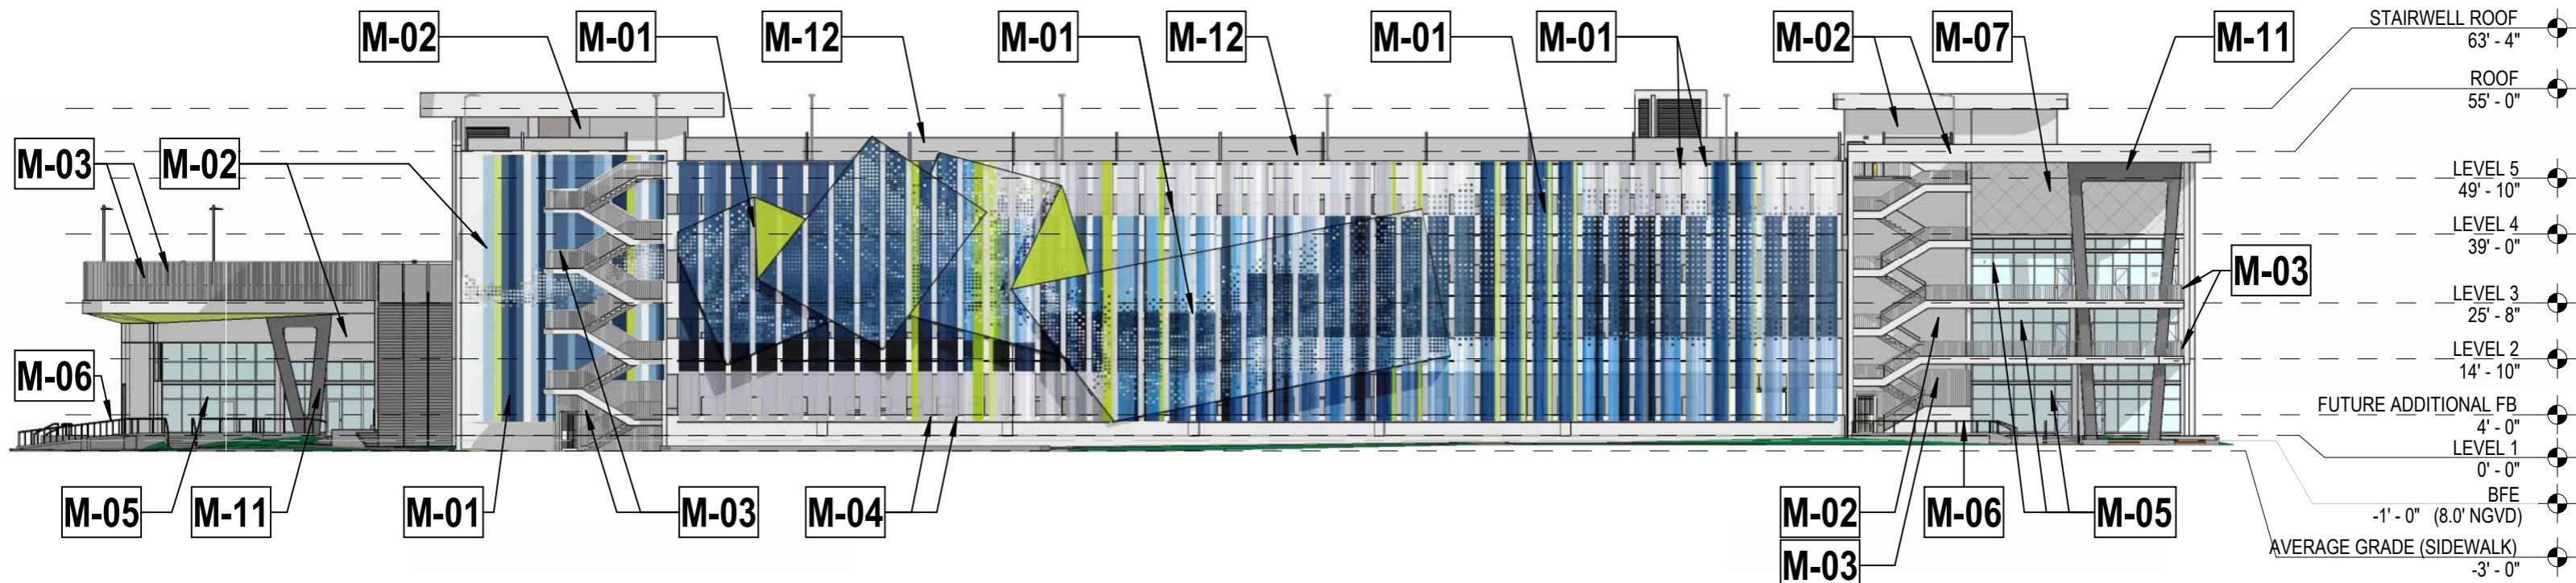 M-02
M-01
M-12
M-01
M-12
M-01
M-01
M-02
M-07
M-11
STAIRWELL ROOF
63' - 4"
ROOF
55' - 0"
M-03
M-02
LEVEL 5
49' - 10"
LEVEL 4
39' - 0"
M-03
LEVEL 3
25' - 8"
LEVEL 2
14' - 10"
M-06
FUTURE ADDITIONAL FB
4' - 0"
LEVEL 1
0' - 0"
M-05
M-11
M-01
M-03
M-04
M-02
M-06
M-05
BFE
-1' - 0" (8.0' NGVD)
M-03
AVERAGE GRADE (SIDEWALK)
-3' - 0"